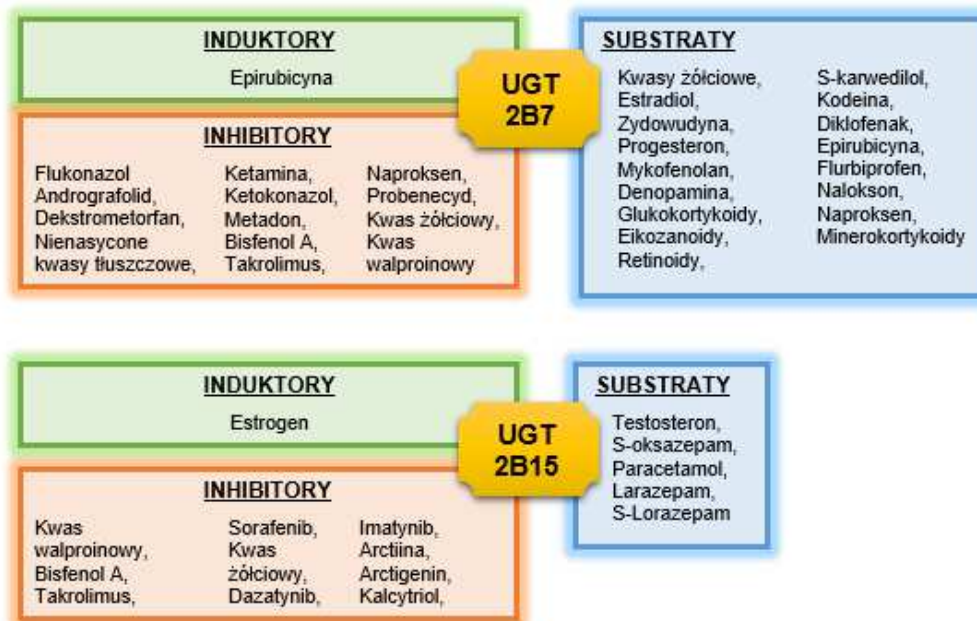 INDUKTORY
Epirubicyna
INHIBITORY
Flukonazol
Andrografolid,
Dekstrometorfan,
Nienasycone
kwasy tłuszczowe,
Ketamina,
Ketokonazol,
Metadon,
Bisfenol A,
Takrolimus,
Naproksen,
Probenecyd,
Kwas żółciowy,
Kwas
walproinowy
UGT
2B7
SUBSTRATY
Kwasy żółciowe,
Estradiol,
Zydowudyna,
Progesteron,
Mykofenolan,
Denopamina,
Glukokortykoidy,
Eikozanoidy,
Retinoidy,
S-karwedilol,
Kodeina,
Diklofenak,
Epirubicyna,
Flurbiprofen,
Nalokson,
Naproksen,
Minerokortykoidy
INDUKTORY
Estrogen
INHIBITORY
Kwas
walproinowy,
Bisfenol A,
Takrolimus,
Sorafenib,
Kwas
żółciowy,
Dazatynib,
Imatynib,
Arctiina,
Arctigenin,
Kalcytriol,
UGT
2B15
SUBSTRATY
Testosteron,
S-oksazepam,
Paracetamol,
Larazepam,
S-Lorazepam